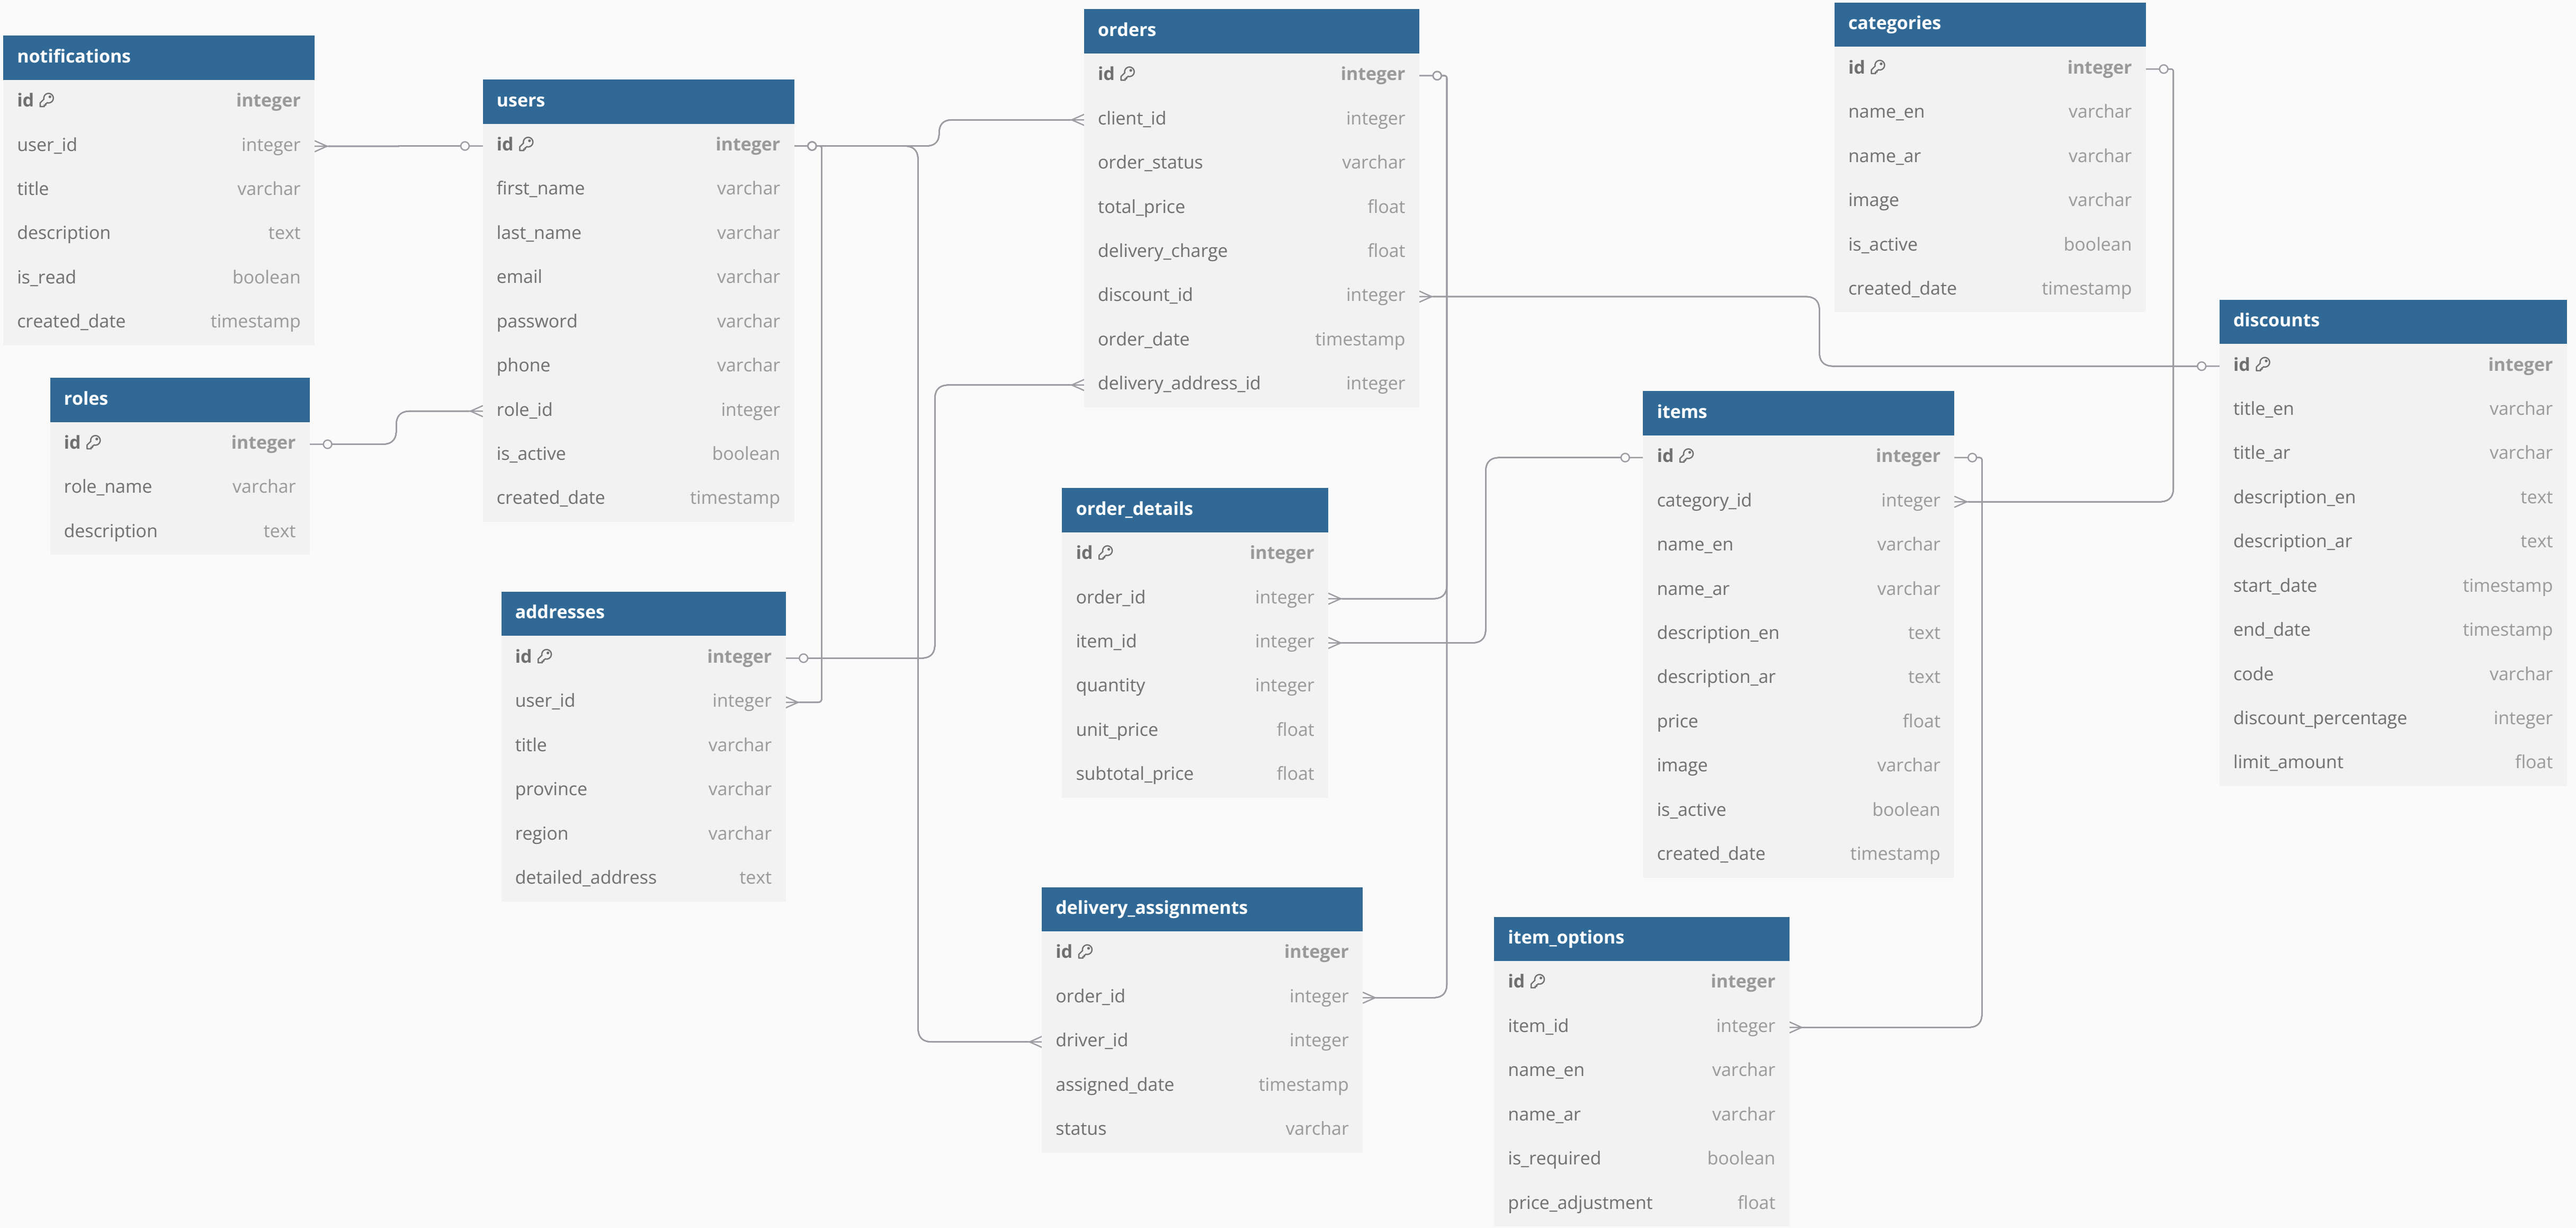 notifications
id integer
user_id integer
title varchar
description text
is_read boolean
created_date timestamp
roles
id integer
role_name varchar
description text
users
id integer
first_name varchar
last_name varchar
email varchar
password varchar
phone varchar
role_id integer
is_active boolean
created_date timestamp
addresses
id integer
user_id integer
title varchar
province varchar
region varchar
detailed_address text
orders
id integer
client_id integer
order_status varchar
total_price float
delivery_charge float
discount_id integer
order_date timestamp
delivery_address_id integer
order_details
id integer
order_id integer
item_id integer
quantity integer
unit_price float
subtotal_price float
delivery_assignments
id integer
order_id integer
driver_id integer
assigned_date timestamp
status varchar
categories
id integer
name_en varchar
name_ar varchar
image varchar
is_active boolean
created_date timestamp
items
id integer
category_id integer
name_en varchar
name_ar varchar
description_en text
description_ar text
price float
image varchar
is_active boolean
created_date timestamp
item_options
id integer
item_id integer
name_en varchar
name_ar varchar
is_required boolean
price_adjustment float
discounts
id integer
title_en varchar
title_ar varchar
description_en text
description_ar text
start_date timestamp
end_date timestamp
code varchar
discount_percentage integer
limit_amount float